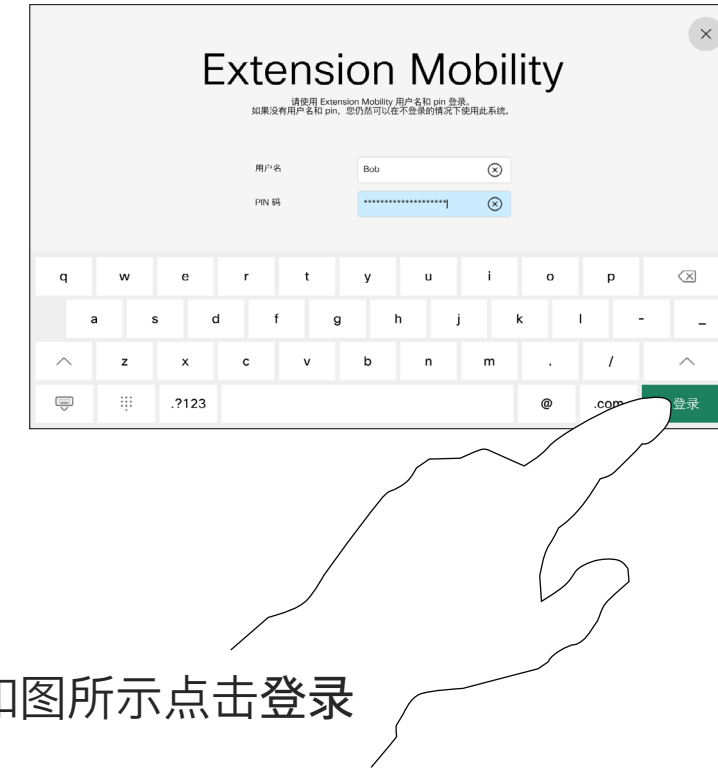 Extension Mobility
请使用 Extension Mobility 用户名和 pin 登录。
如果没有用户名和 pin，您仍然可以在不登录的情况下使用此系统。
用户名 Bob
PIN 码 ********************
q w e r t y u i o p
a s d f g h j k l - _
z x c v b n m . /
.?123 @ .com 登录
图所示点击登录